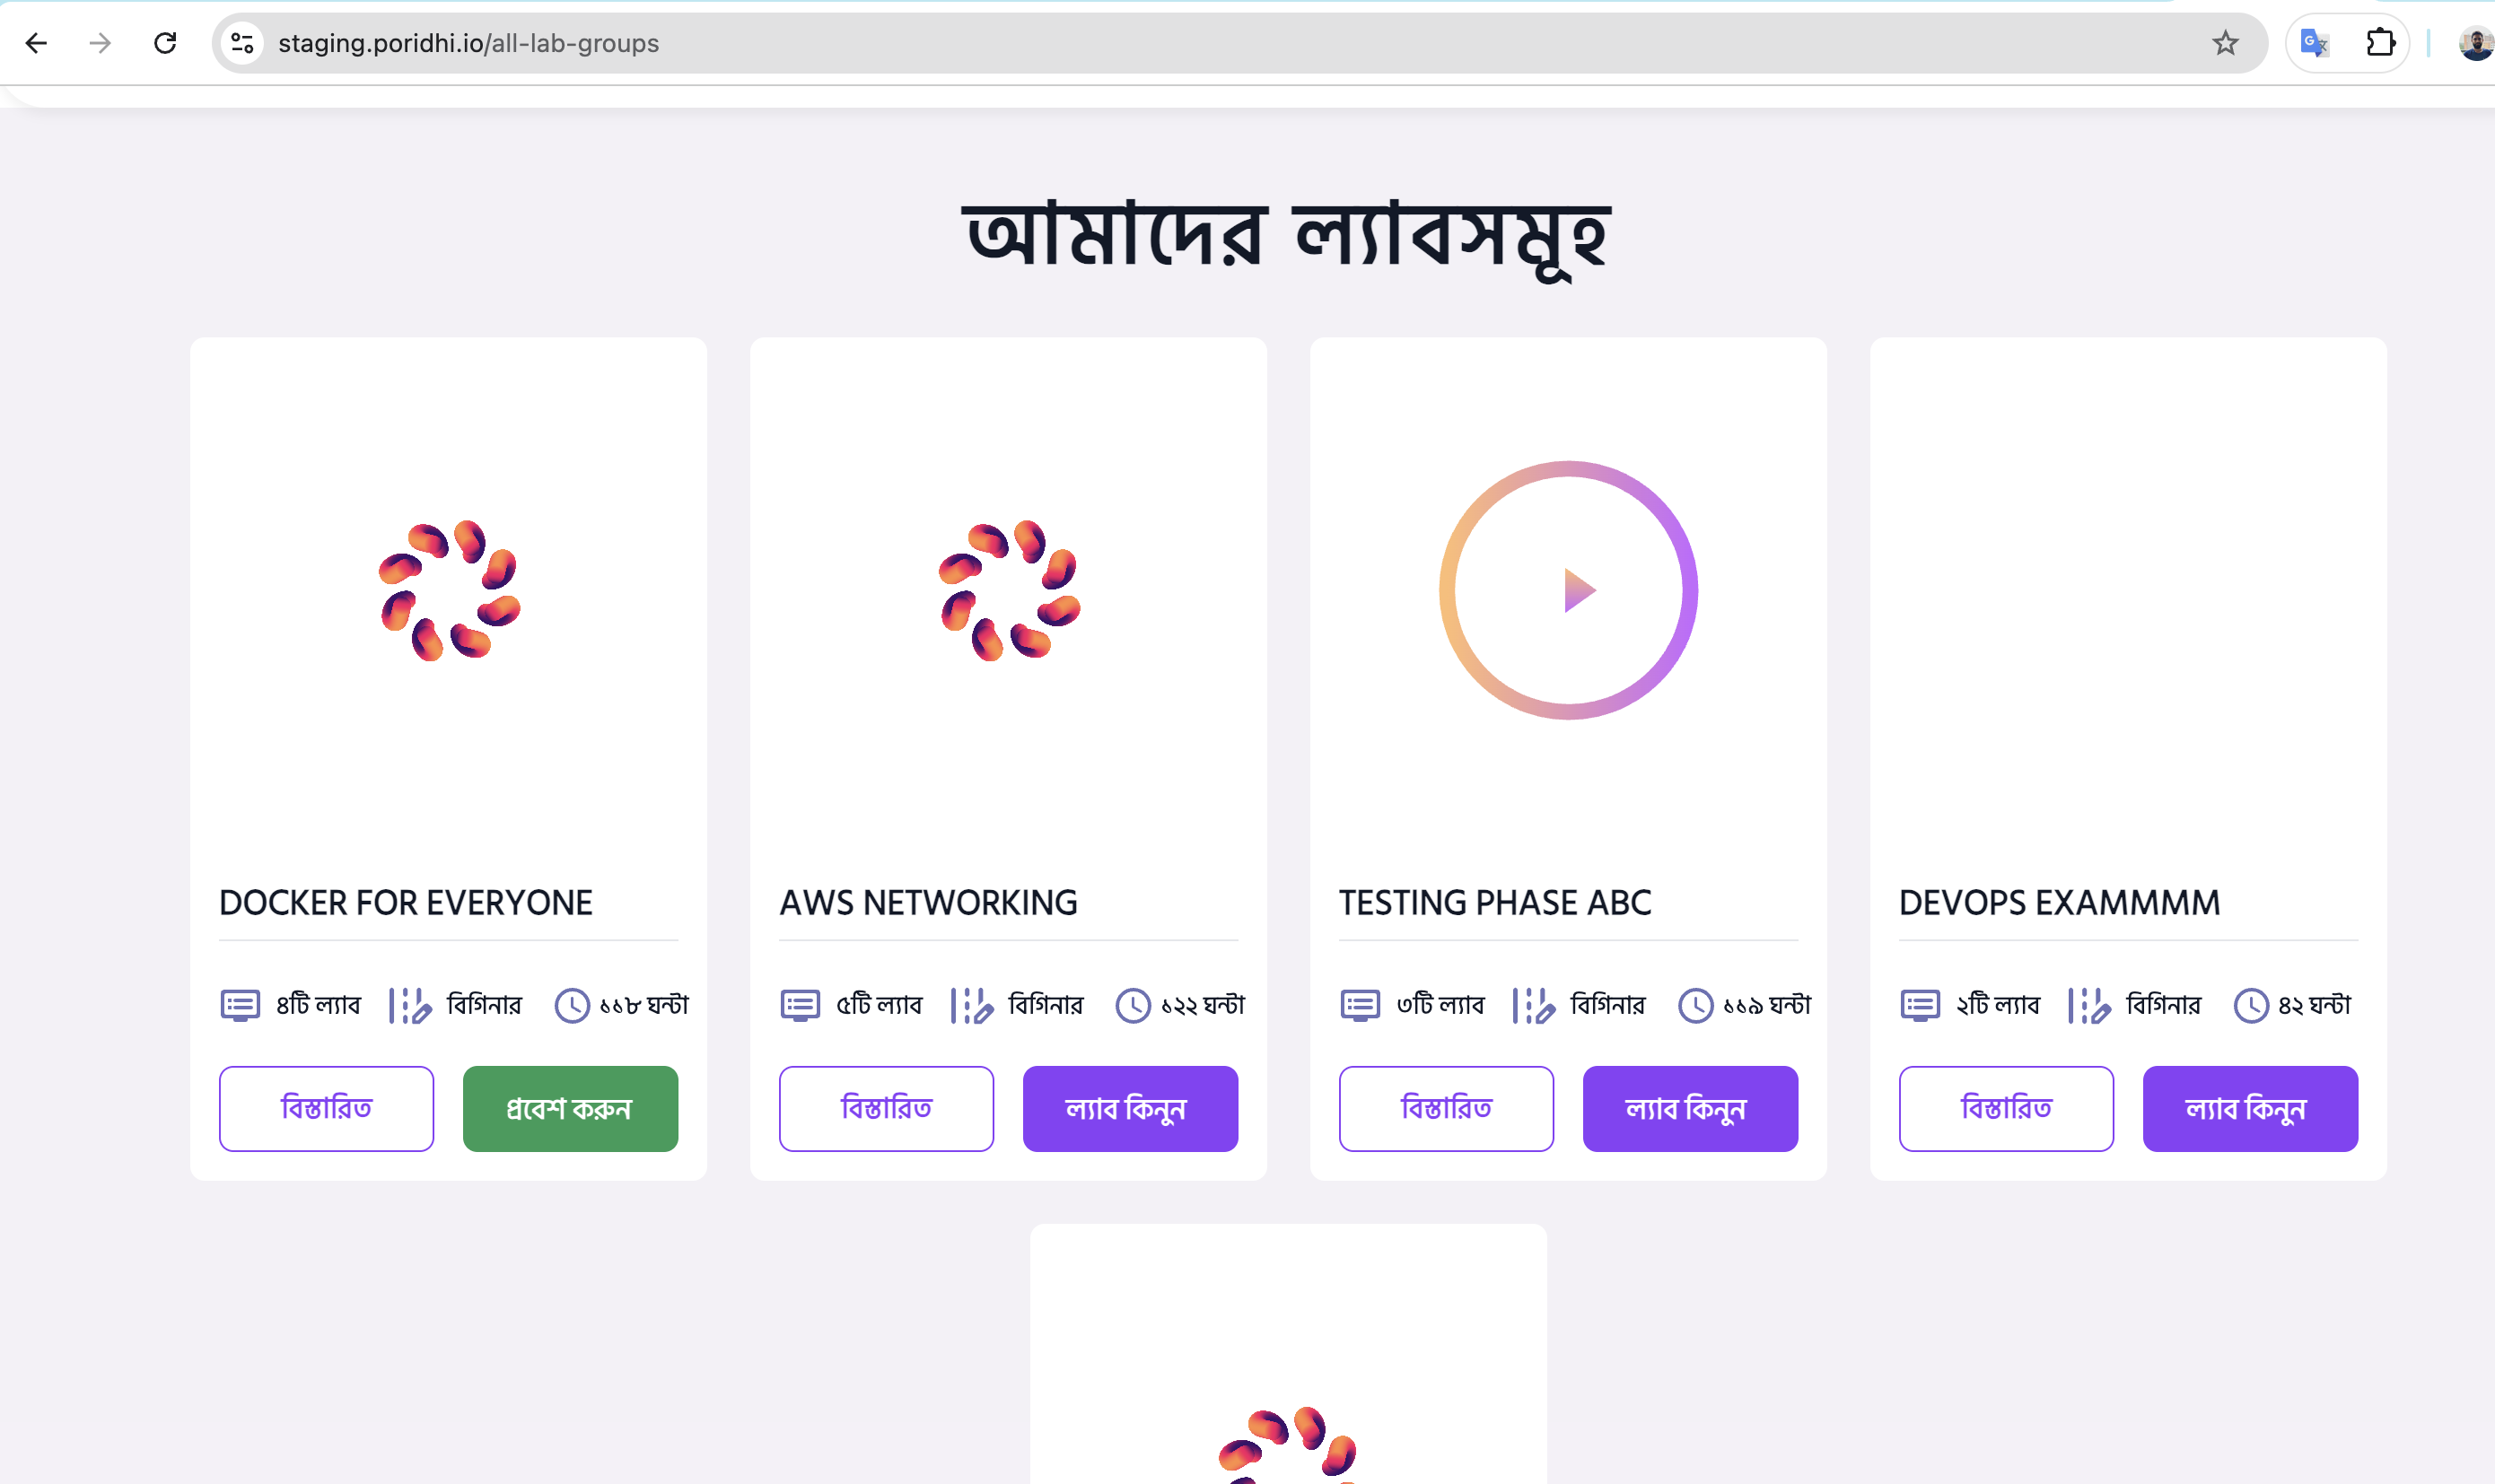 staging.poridhi.io/all-lab-groups
আমাদের ল্যাবসমূহ
DOCKER FOR EVERYONE
৪টি ল্যাব বিগিনার ১১৮ ঘন্টা
বিস্তারিত প্রবেশ করুন
AWS NETWORKING
৫টি ল্যাব বিগিনার ১২২ ঘন্টা
বিস্তারিত ল্যাব কিনুন
TESTING PHASE ABC
৩টি ল্যাব বিগিনার ১১৯ ঘন্টা
বিস্তারিত ল্যাব কিনুন
DEVOPS EXAMMMM
২টি ল্যাব বিগিনার ৪২ ঘন্টা
বিস্তারিত ল্যাব কিনুন